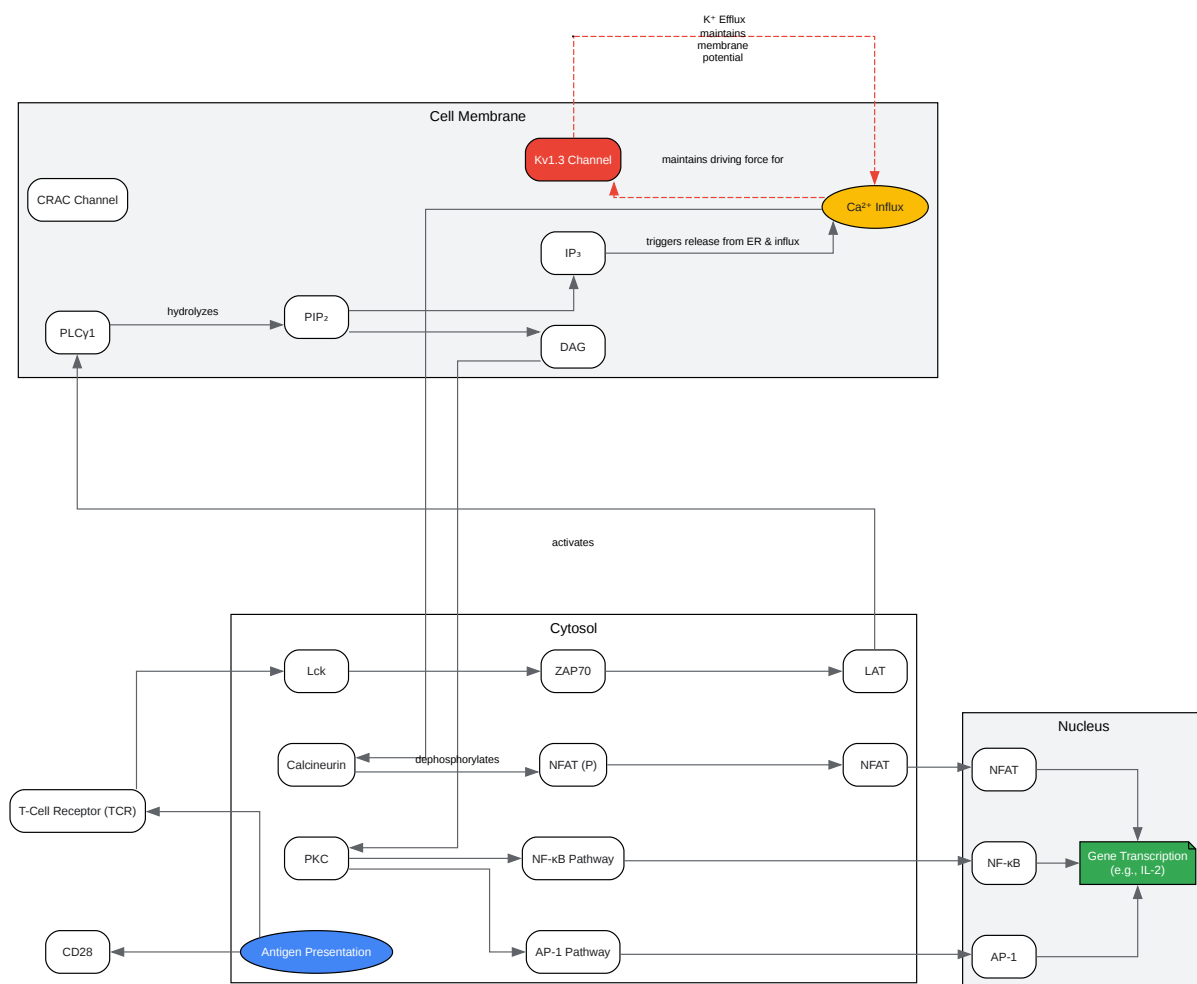 K⁺ Efflux
maintains
membrane
potential
Cell Membrane
Kv1.3 Channel
maintains driving force for
CRAC Channel
Ca²⁺ Influx
IP₃
triggers release from ER & influx
PLCγ1
hydrolyzes
PIP₂
DAG
activates
Cytosol
Lck
ZAP70
LAT
Nucleus
Calcineurin
dephosphorylates
NFAT (P)
NFAT
NFAT
T-Cell Receptor (TCR)
PKC
NF-κB Pathway
NF-κB
Gene Transcription
(e.g., IL-2)
CD28
Antigen Presentation
AP-1 Pathway
AP-1